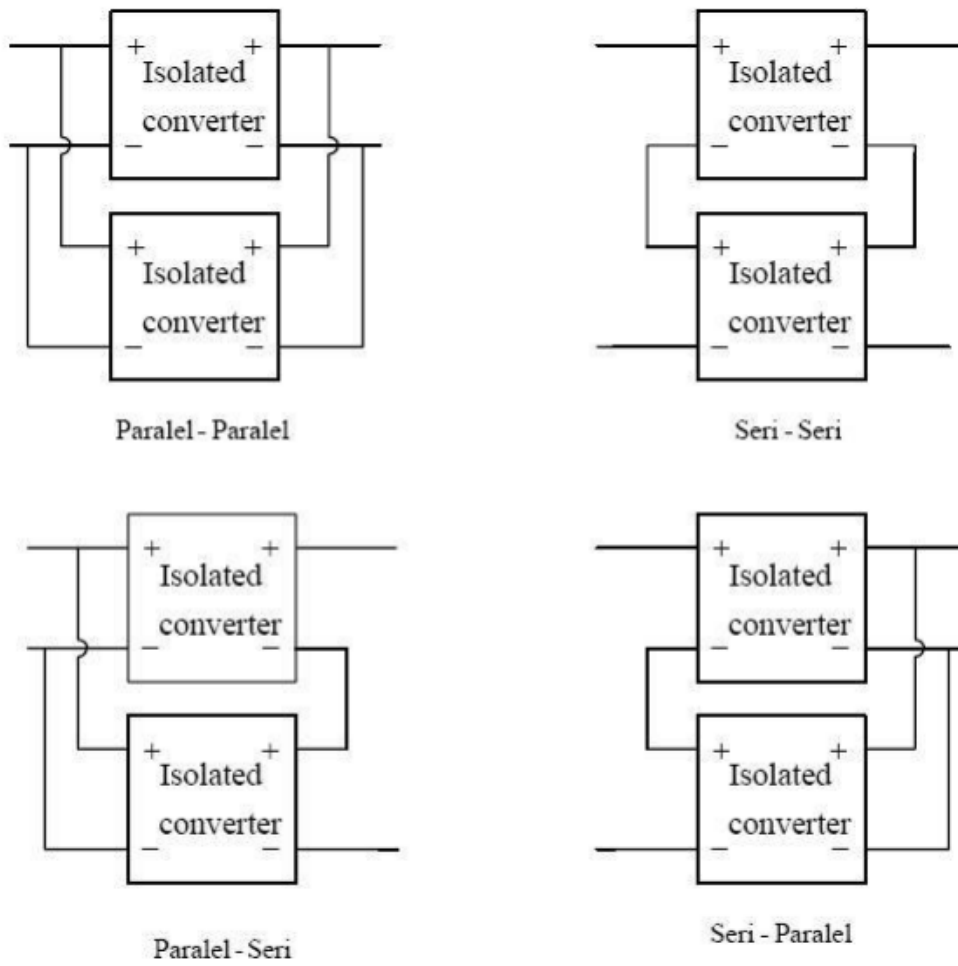 + +
Isolated
converter
− −
+ +
Isolated
converter
− −
Paralel - Paralel
+ +
Isolated
converter
− −
+ +
Isolated
converter
− −
Seri - Seri
+ +
Isolated
converter
− −
+ +
Isolated
converter
− −
Paralel - Seri
+ +
Isolated
converter
− −
+ +
Isolated
converter
− −
Seri - Paralel